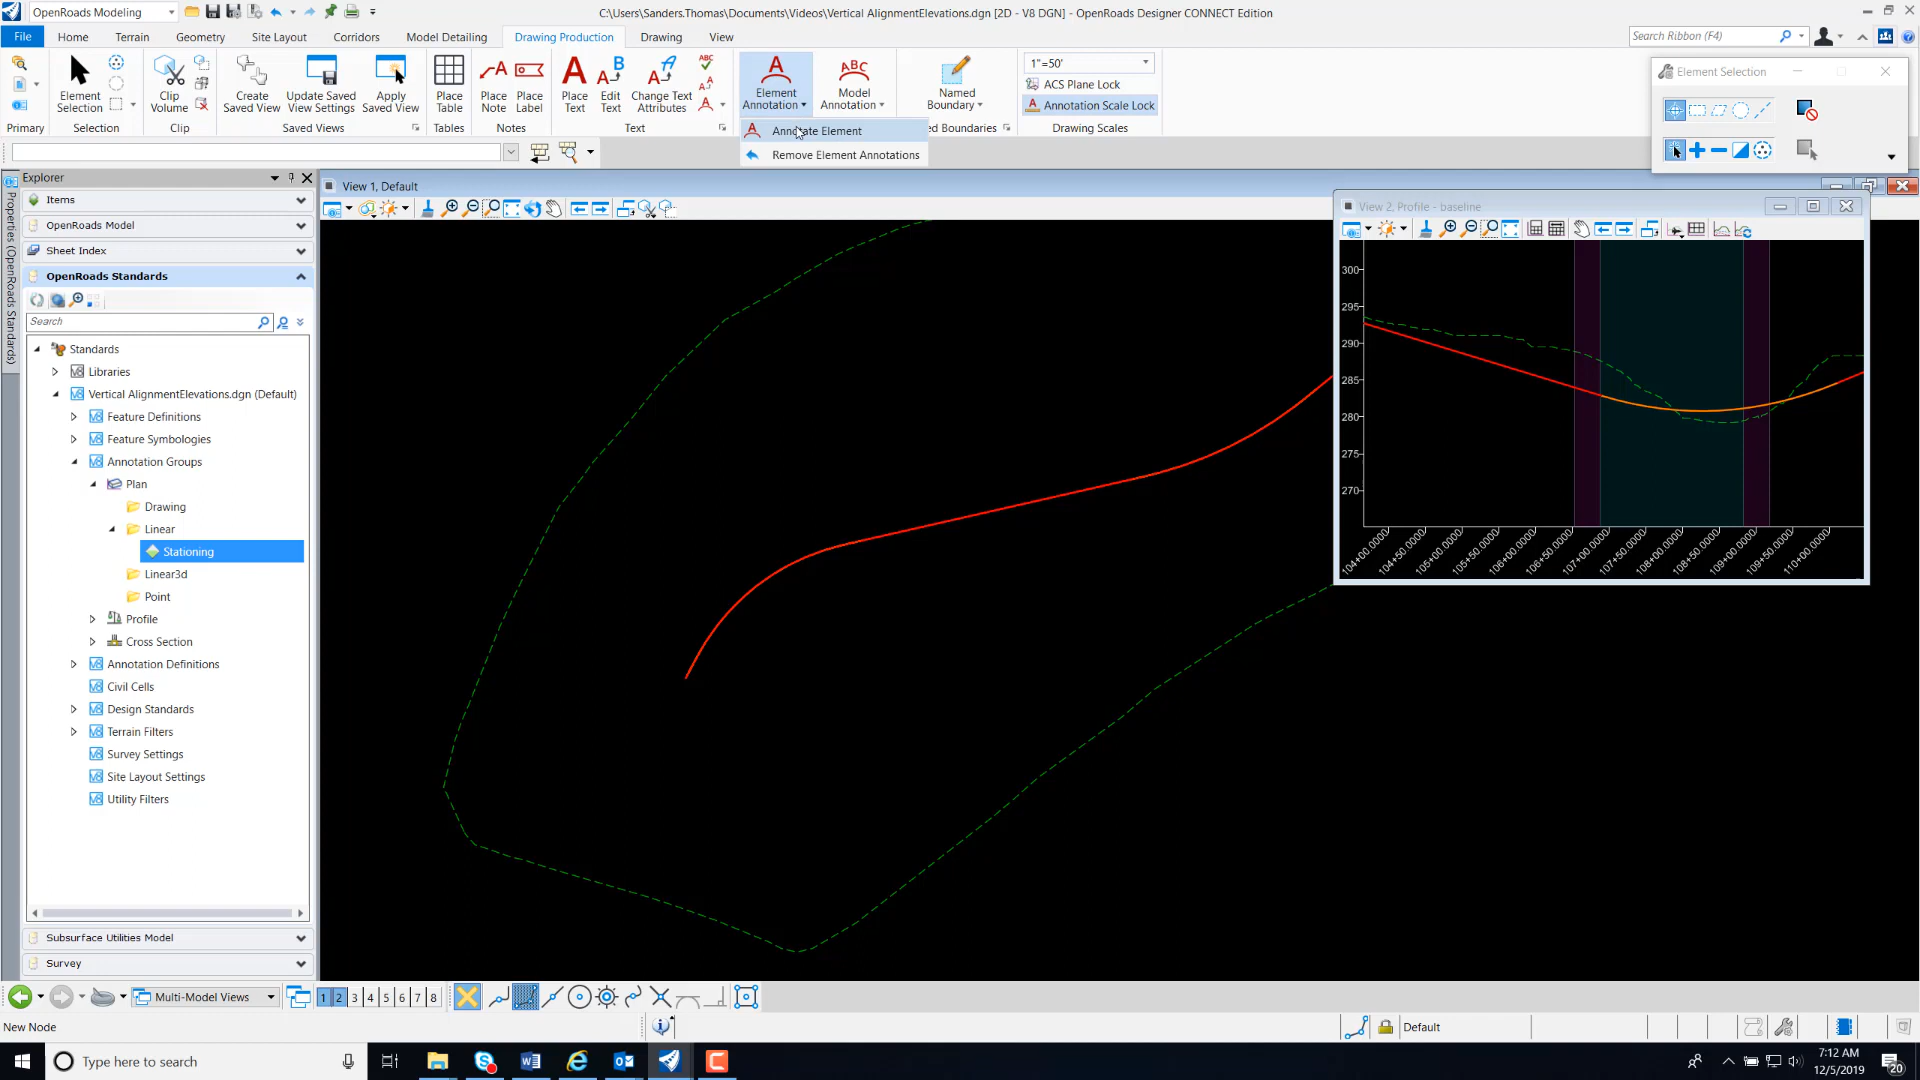 OpenRoads Modeling
C:\Users\Sanders.Thomas\Documents\Videos\Vertical AlignmentElevations.dgn [2D - V8 DGN] - OpenRoads Designer CONNECT Edition
File Home Terrain Geometry Site Layout Corridors Model Detailing Drawing Production Drawing View
Search Ribbon (F4)
Element Selection
Clip Volume
Create Saved View
Update Saved View Settings
Apply Saved View
Place Table
Place Note
Place Label
Place Text
Edit Text
Change Text Attributes
Element Annotation
Model Annotation
Named Boundary
1"=50'
ACS Plane Lock
Annotation Scale Lock
Primary Selection Clip Saved Views Tables Notes Text
ed Boundaries
Drawing Scales
Annotate Element
Remove Element Annotations
Element Selection
Explorer
Properties (OpenRoads Standards)
Items
OpenRoads Model
Sheet Index
OpenRoads Standards
Search
Standards
Libraries
Vertical AlignmentElevations.dgn (Default)
Feature Definitions
Feature Symbologies
Annotation Groups
Plan
Drawing
Linear
Stationing
Linear3d
Point
Profile
Cross Section
Annotation Definitions
Civil Cells
Design Standards
Terrain Filters
Survey Settings
Site Layout Settings
Utility Filters
Subsurface Utilities Model
Survey
View 1, Default
View 2, Profile - baseline
300
295
290
285
280
275
270
104+00.0000
104+50.0000
105+00.0000
105+50.0000
106+00.0000
106+50.0000
107+00.0000
107+50.0000
108+00.0000
108+50.0000
109+00.0000
109+50.0000
110+00.0000
Multi-Model Views
1 2 3 4 5 6 7 8
New Node
Default
Type here to search
7:12 AM
12/5/2019
20